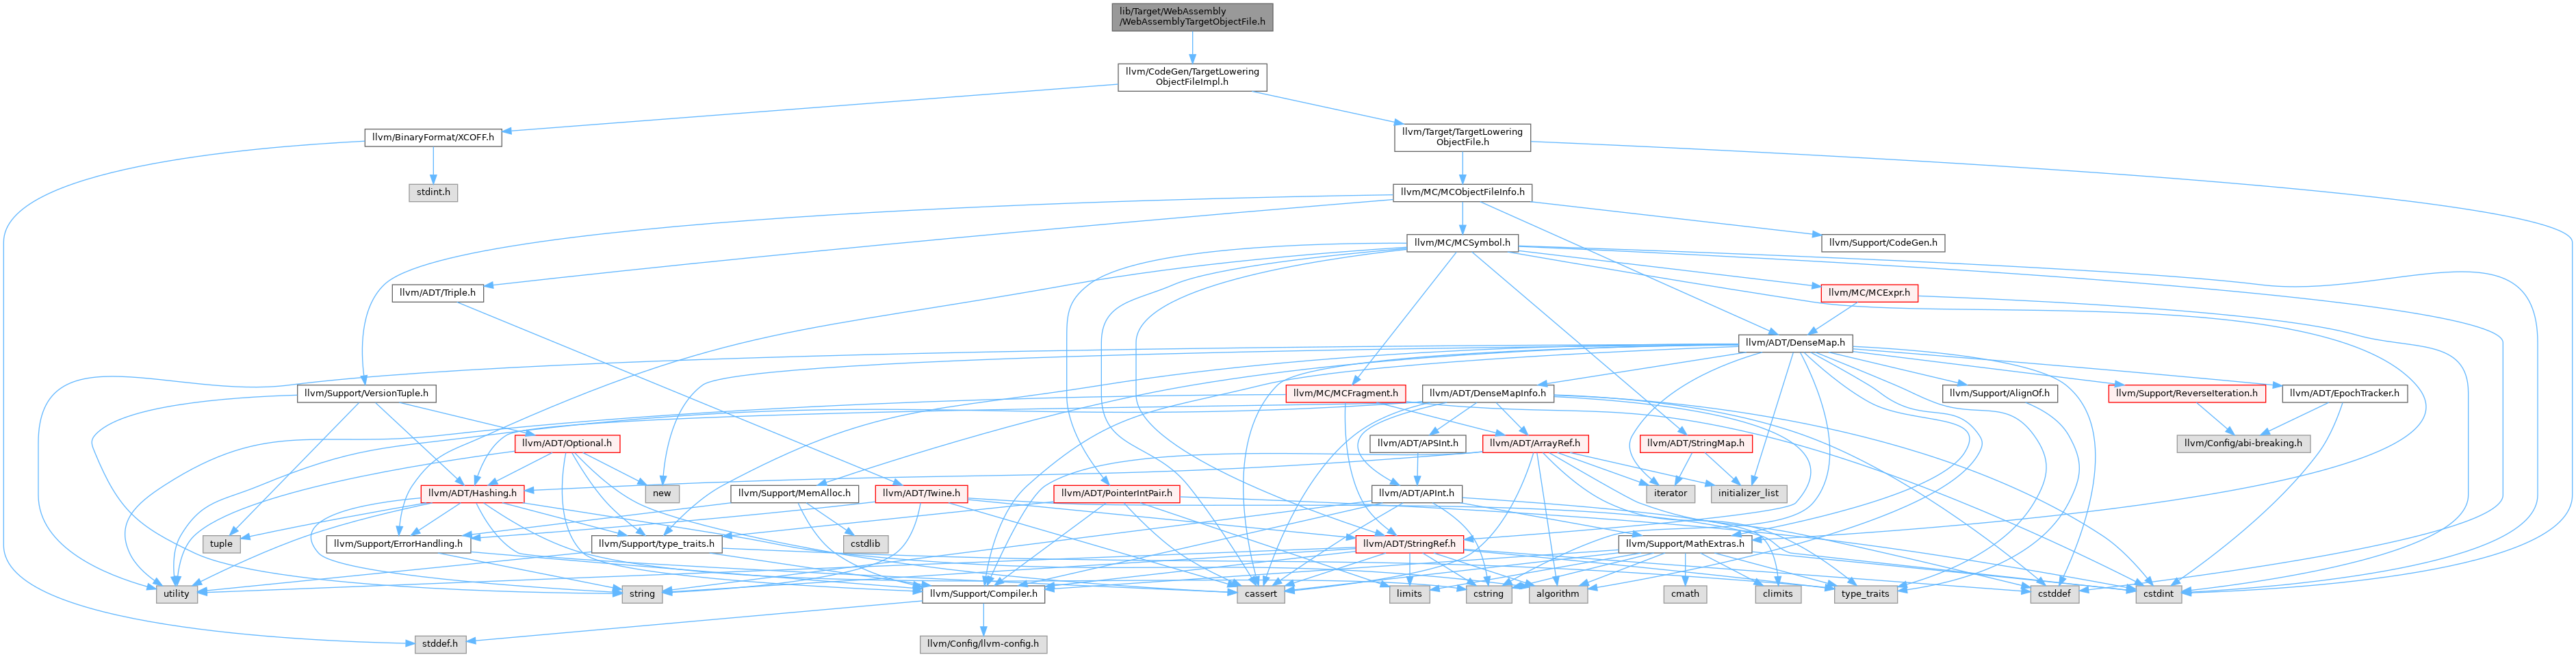 lib/Target/WebAssembly
/WebAssemblyTargetObjectFile.h
llvm/CodeGen/TargetLowering
ObjectFileImpl.h
llvm/BinaryFormat/XCOFF.h
llvm/Target/TargetLowering
ObjectFile.h
stdint.h
llvm/MC/MCObjectFileInfo.h
llvm/MC/MCSymbol.h
llvm/Support/CodeGen.h
llvm/ADT/Triple.h
llvm/MC/MCExpr.h
llvm/ADT/DenseMap.h
llvm/Support/VersionTuple.h
llvm/MC/MCFragment.h
llvm/ADT/DenseMapInfo.h
llvm/Support/AlignOf.h
llvm/Support/ReverseIteration.h
llvm/ADT/EpochTracker.h
llvm/ADT/Optional.h
llvm/ADT/APSInt.h
llvm/ADT/ArrayRef.h
llvm/ADT/StringMap.h
llvm/Config/abi-breaking.h
llvm/ADT/Hashing.h
new
llvm/Support/MemAlloc.h
llvm/ADT/Twine.h
llvm/ADT/PointerIntPair.h
llvm/ADT/APInt.h
iterator
initializer_list
tuple
llvm/Support/ErrorHandling.h
llvm/Support/type_traits.h
cstdlib
llvm/ADT/StringRef.h
llvm/Support/MathExtras.h
utility
string
llvm/Support/Compiler.h
cassert
limits
cstring
algorithm
cmath
climits
type_traits
cstddef
cstdint
stddef.h
llvm/Config/llvm-config.h